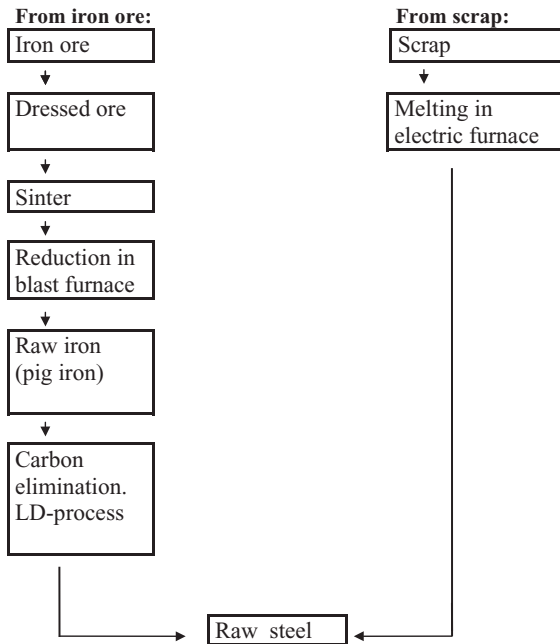 From iron ore:
Iron ore
Dressed ore
Sinter
Reduction in
blast furnace
Raw iron
(pig iron)
Carbon
elimination.
LD-process
From scrap:
Scrap
Melting in
electric furnace
Raw steel